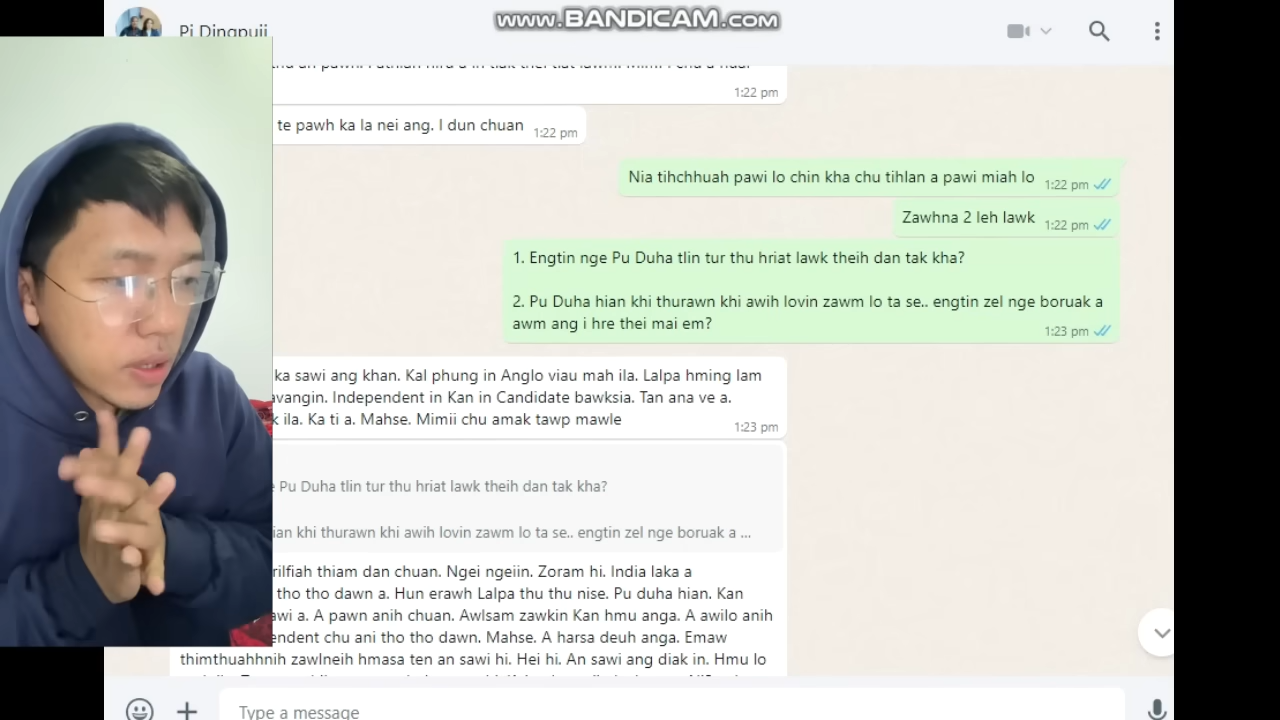 www.BANDICAM.com
Pi Dingpuii
1:22 pm
te pawh ka la nei ang. I dun chuan 1:22 pm
Nia tihchhuah pawi lo chin kha chu tihlan a pawi miah lo 1:22 pm
Zawhna 2 leh lawk 1:22 pm
1. Engtin nge Pu Duha tlin tur thu hriat lawk theih dan tak kha?
2. Pu Duha hian khi thurawn khi awih lovin zawm lo ta se.. engtin zel nge boruak a
awm ang i hre thei mai em?
1:23 pm
ka sawi ang khan. Kal phung in Anglo viau mah ila. Lalpa hming lam
avangin. Independent in Kan in Candidate bawksia. Tan ana ve a.
ila. Ka ti a. Mahse. Mimii chu amak tawp mawle
1:23 pm
Pu Duha tlin tur thu hriat lawk theih dan tak kha?
khi thurawn khi awih lovin zawm lo ta se.. engtin zel nge boruak a ...
thiam dan chuan. Ngei ngeiin. Zoram hi. India laka a
tho tho dawn a. Hun erawh Lalpa thu thu nise. Pu duha hian. Kan
a. A pawn anih chuan. Awlsam zawkin Kan hmu anga. A awilo anih
chu ani tho tho dawn. Mahse. A harsa deuh anga. Emaw
thimthuahhnih zawlneih hmasa ten an sawi hi. Hei hi. An sawi ang diak in. Hmu lo
Type a message